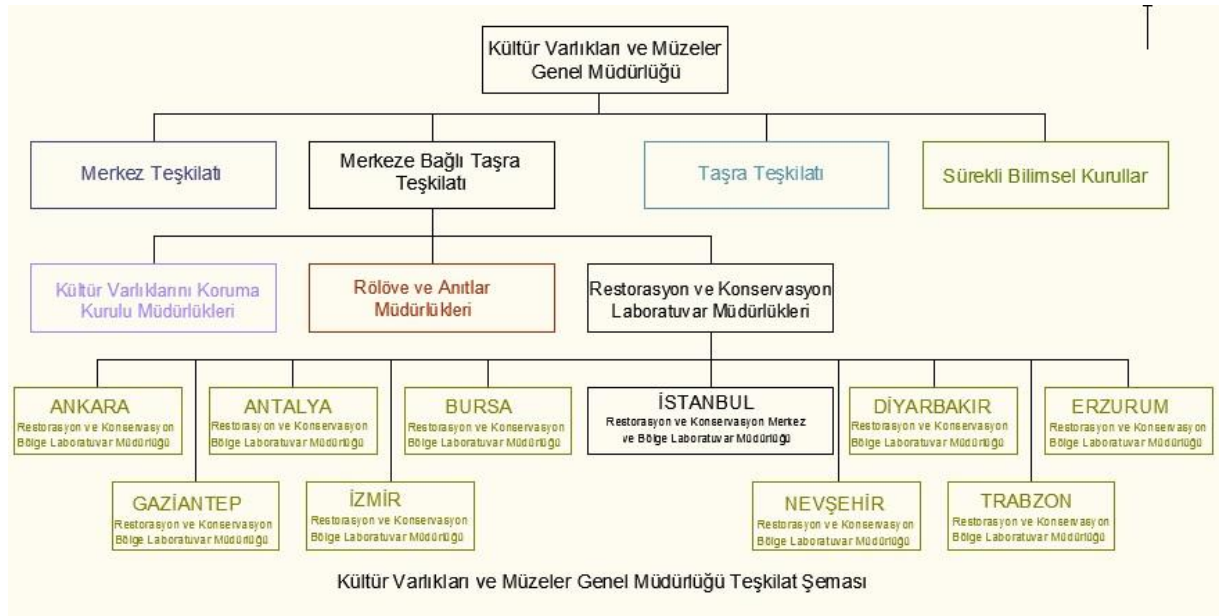 Kültür Varlıkları ve Müzeler
Genel Müdürlüğü
Merkez Teşkilatı
Merkeze Bağlı Taşra
Teşkilatı
Taşra Teşkilatı
Sürekli Bilimsel Kurullar
Kültür Varlıklarını Koruma
Kurulu Müdürlükleri
Rölöve ve Anıtlar
Müdürlükleri
Restorasyon ve Konservasyon
Laboratuvar Müdürlükleri
ANKARA
Restorasyon ve Konservasyon
Bölge Laboratuvar Müdürlüğü
ANTALYA
Restorasyon ve Konservasyon
Bölge Laboratuvar Müdürlüğü
BURSA
Restorasyon ve Konservasyon
Bölge Laboratuvar Müdürlüğü
İSTANBUL
Restorasyon ve Konservasyon Merkez
ve Bölge Laboratuvar Müdürlüğü
DİYARBAKIR
Restorasyon ve Konservasyon
Bölge Laboratuvar Müdürlüğü
ERZURUM
Restorasyon ve Konservasyon
Bölge Laboratuvar Müdürlüğü
GAZİANTEP
Restorasyon ve Konservasyon
Bölge Laboratuvar Müdürlüğü
İZMİR
Restorasyon ve Konservasyon
Bölge Laboratuvar Müdürlüğü
NEVŞEHİR
Restorasyon ve Konservasyon
Bölge Laboratuvar Müdürlüğü
TRABZON
Restorasyon ve Konservasyon
Bölge Laboratuvar Müdürlüğü
Kültür Varlıkları ve Müzeler Genel Müdürlüğü Teşkilat Şeması